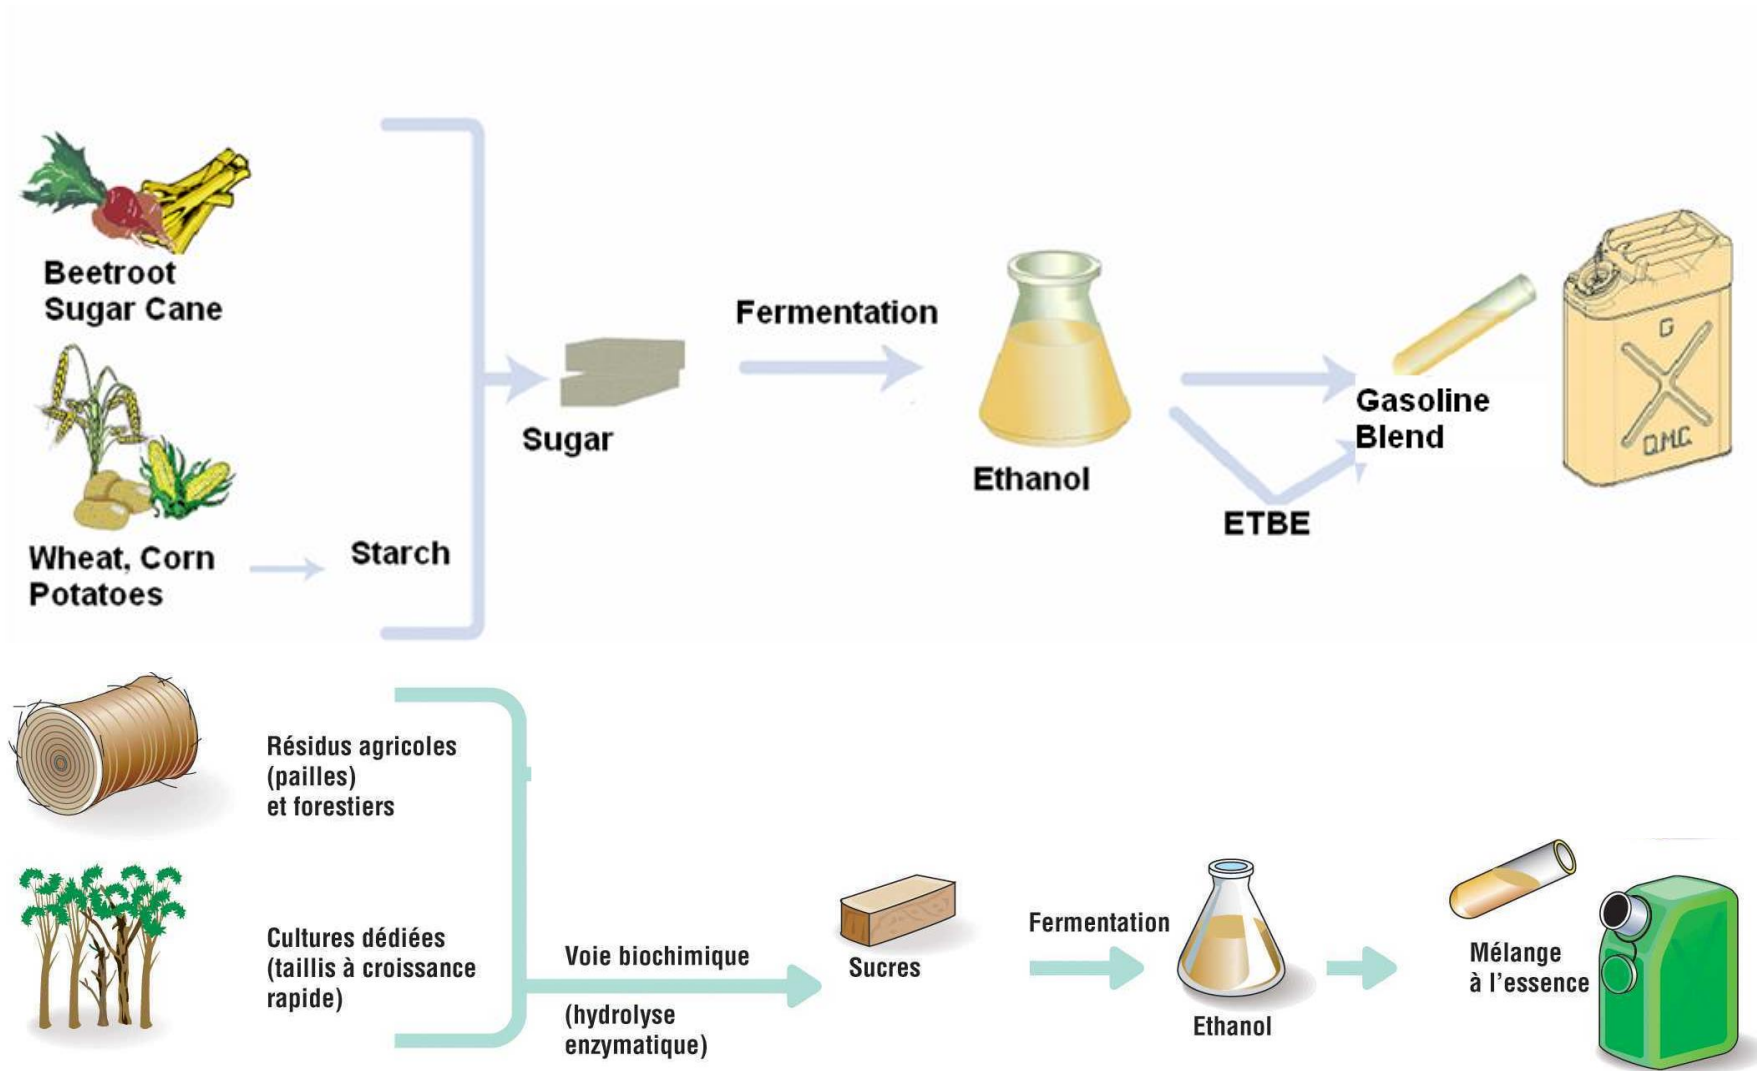 Beetroot
Sugar Cane
Wheat, Corn
Potatoes
Starch
Sugar
Fermentation
Ethanol
ETBE
Gasoline
Blend
G
Q.M.C.
Résidus agricoles
(pailles)
et forestiers
Cultures dédiées
(taillis à croissance
rapide)
Voie biochimique
(hydrolyse
enzymatique)
Sucres
Fermentation
Ethanol
Mélange
à l’essence